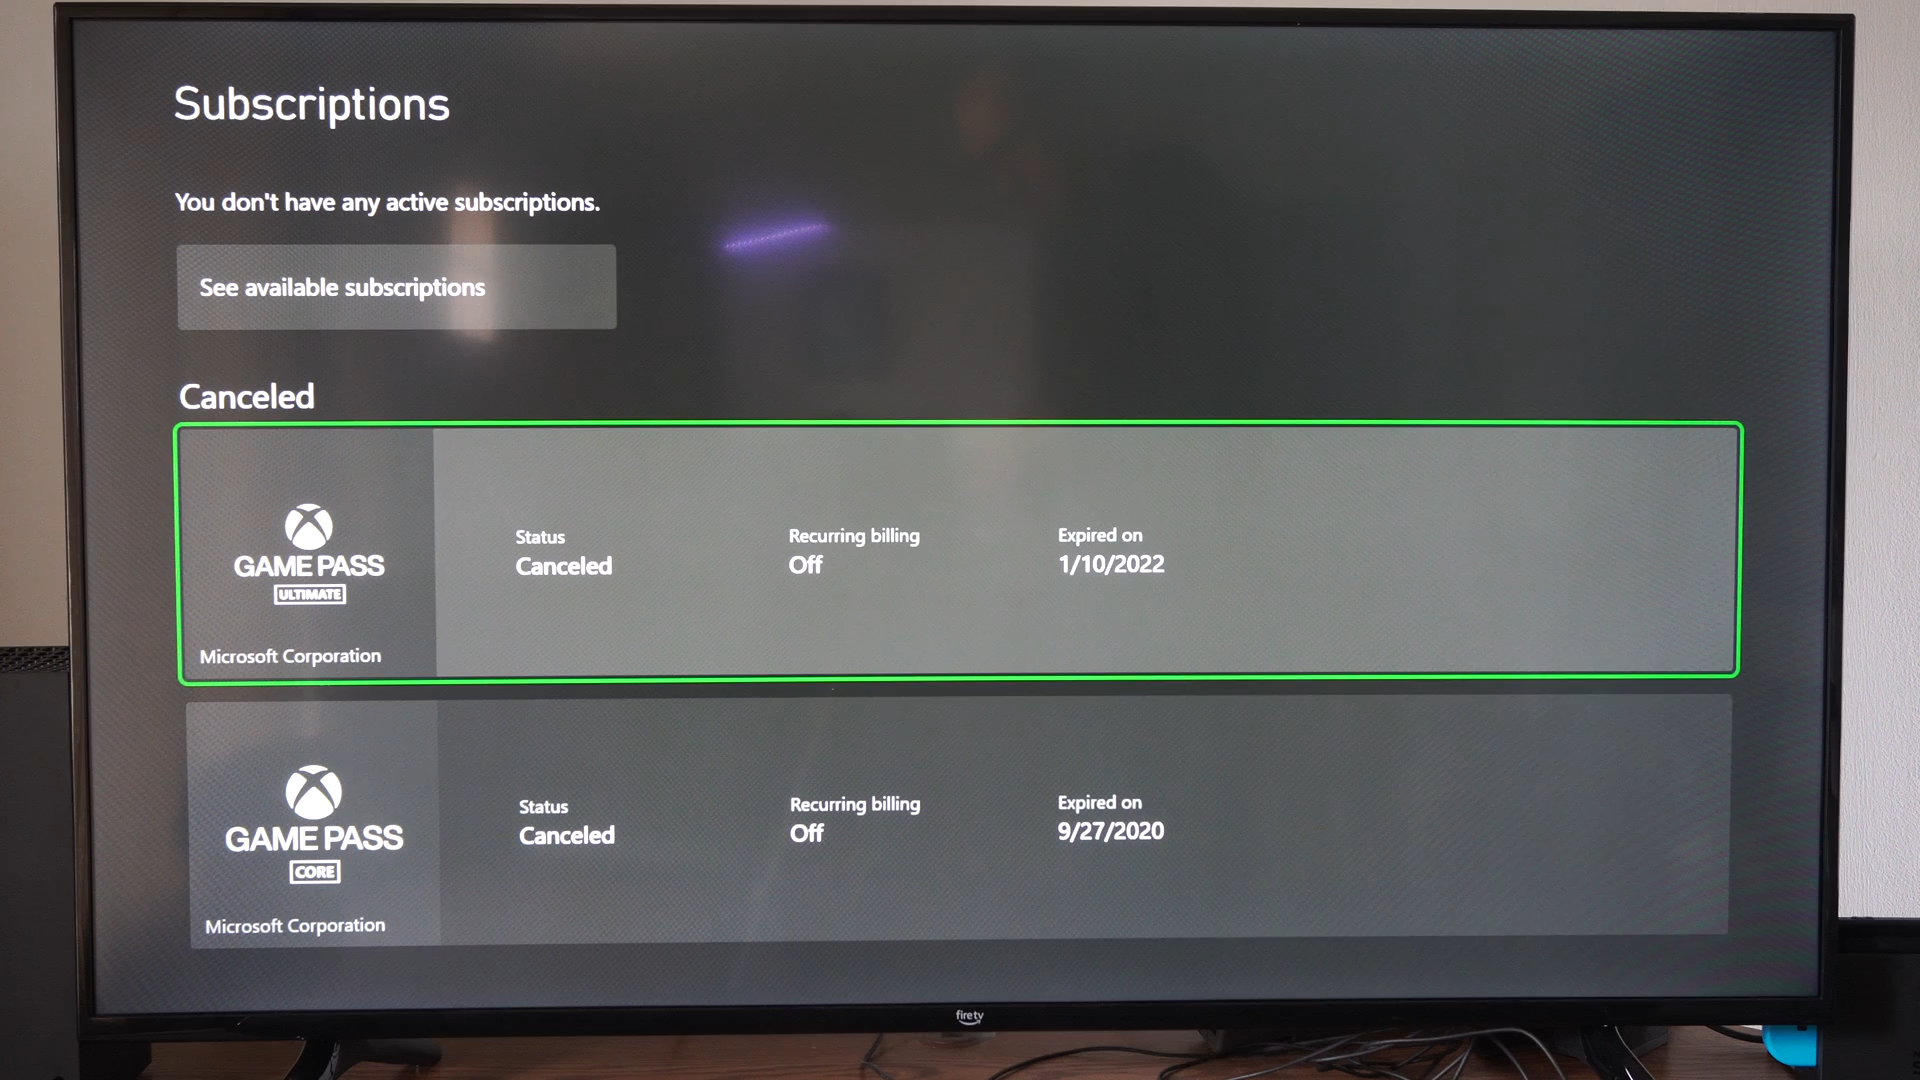 Subscriptions
You don't have any active subscriptions.
See available subscriptions
Canceled
GAME PASS
ULTIMATE
Microsoft Corporation
Status
Canceled
Recurring billing
Off
Expired on
1/10/2022
GAME PASS
CORE
Microsoft Corporation
Status
Canceled
Recurring billing
Off
Expired on
9/27/2020
firetv